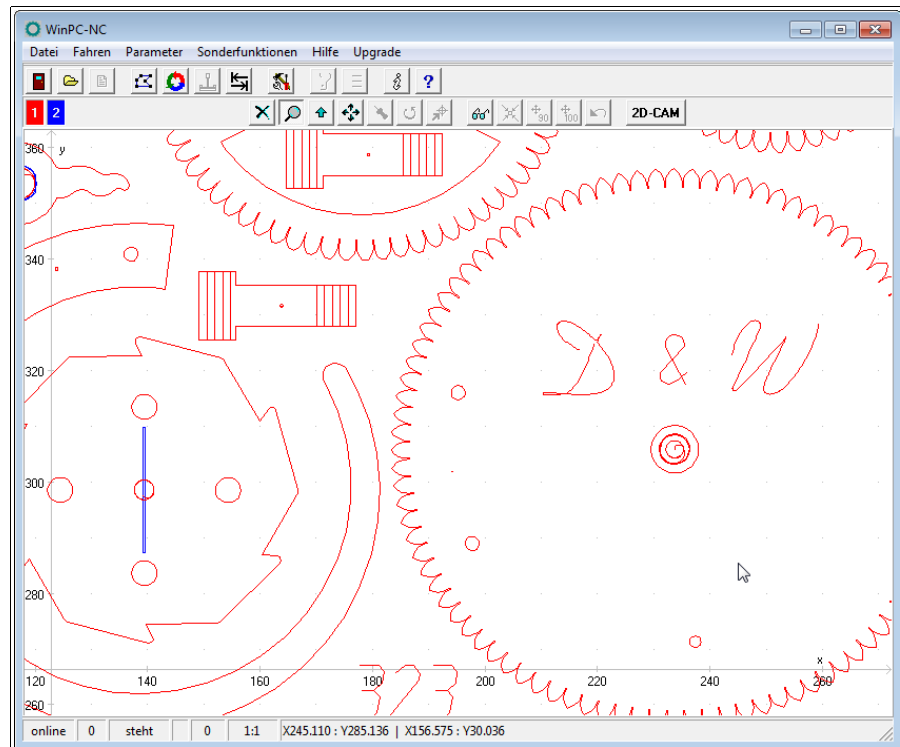 WinPC-NC
Datei Fahren Parameter Sonderfunktionen Hilfe Upgrade
?
1 2 90 100 2D-CAM
360 y
340
D & W
320
300
280
323
x
120 140 160 180 200 220 240 260
260
online 0 steht 0 1:1 X245.110 : Y285.136 | X156.575 : Y30.036